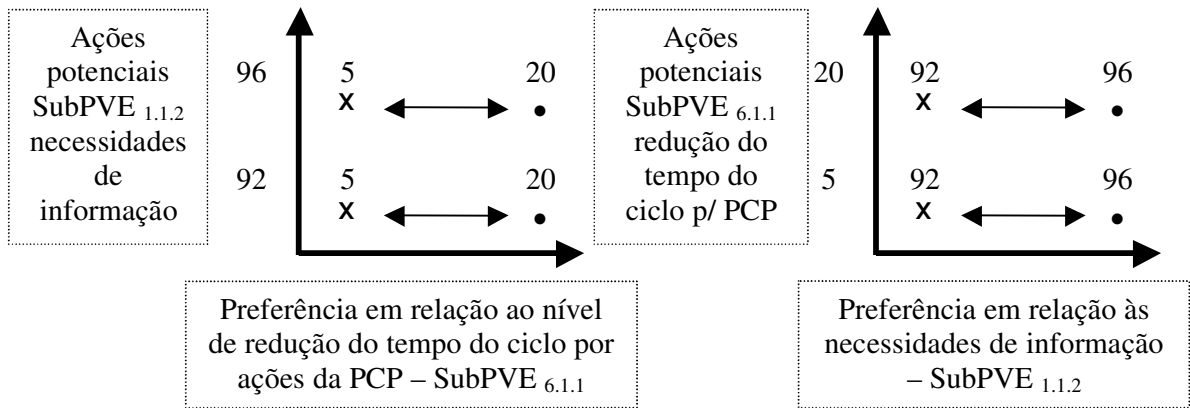 Ações
potenciais
SubPVE 1.1.2
necessidades
de
informação
96 5 20
x •
92 5 20
x •
Preferência em relação ao nível
de redução do tempo do ciclo por
ações da PCP – SubPVE 6.1.1
Ações
potenciais
SubPVE 6.1.1
redução do
tempo do
ciclo p/ PCP
20 92 96
x •
5 92 96
x •
Preferência em relação às
necessidades de informação
– SubPVE 1.1.2